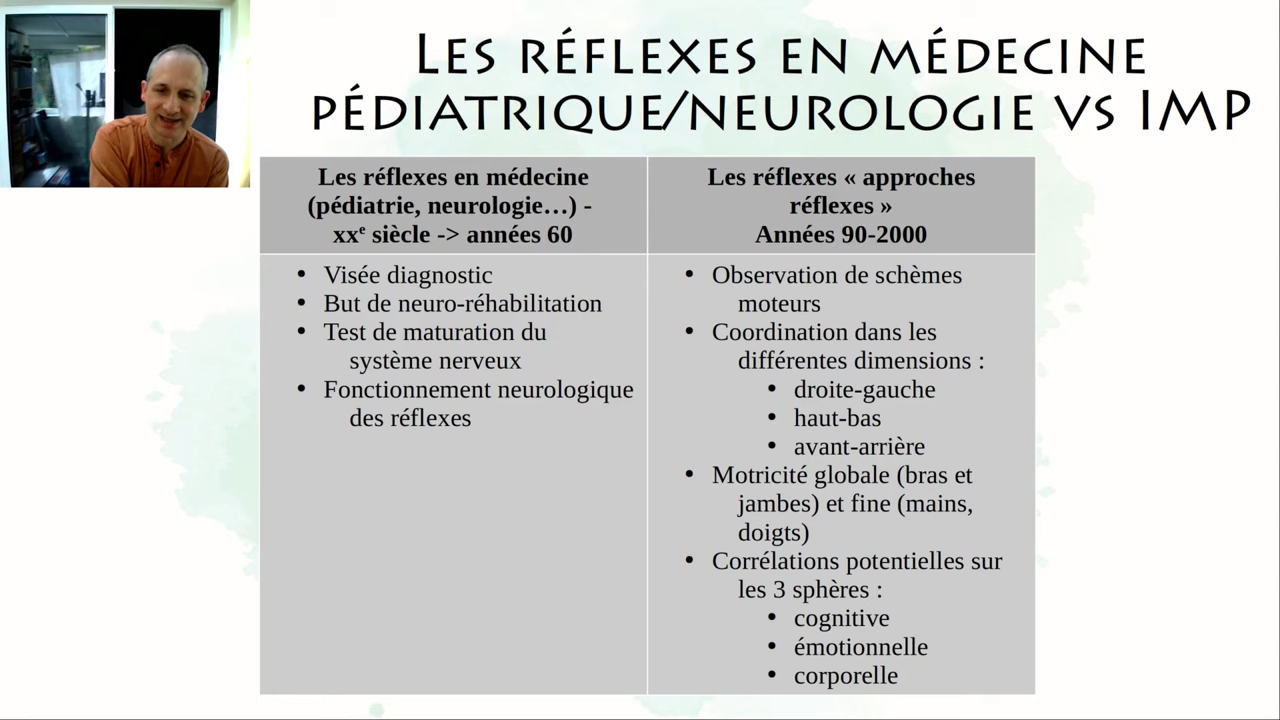 LES RÉFLEXES EN MÉDECINE
PÉDIATRIQUE/NEUROLOGIE VS IMP
Les réflexes en médecine
(pédiatrie, neurologie…) -
xxe siècle -> années 60
• Visée diagnostic
• But de neuro-réhabilitation
• Test de maturation du
système nerveux
• Fonctionnement neurologique
des réflexes
Les réflexes « approches
réflexes »
Années 90-2000
• Observation de schèmes
moteurs
• Coordination dans les
différentes dimensions :
• droite-gauche
• haut-bas
• avant-arrière
• Motricité globale (bras et
jambes) et fine (mains,
doigts)
• Corrélations potentielles sur
les 3 sphères :
• cognitive
• émotionnelle
• corporelle